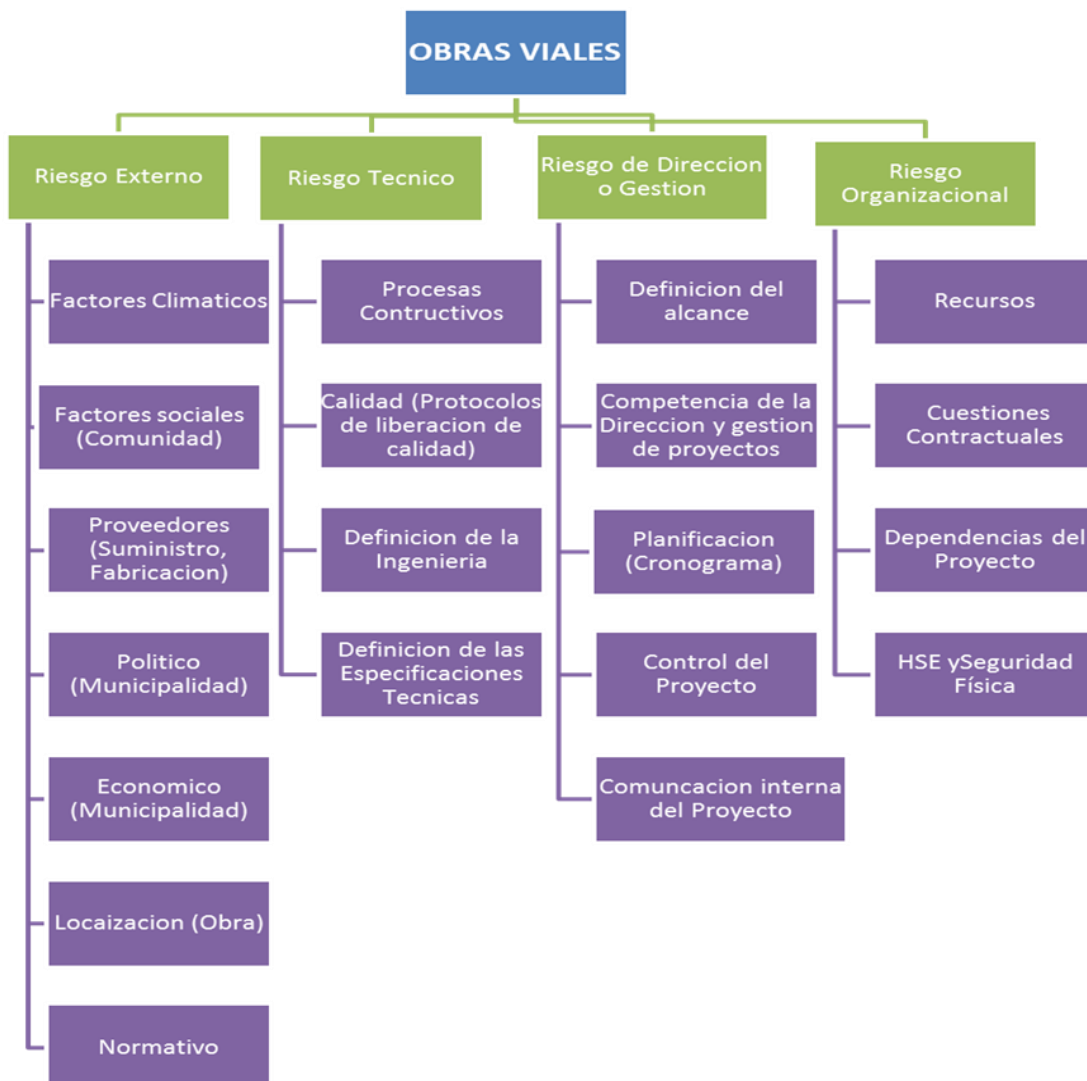 OBRAS VIALES
Riesgo Externo
Factores Climaticos
Factores sociales
(Comunidad)
Proveedores
(Suministro,
Fabricacion)
Politico
(Municipalidad)
Economico
(Municipalidad)
Locaizacion (Obra)
Normativo
Riesgo Tecnico
Procesas
Contructivos
Calidad (Protocolos
de liberacion de
calidad)
Definicion de la
Ingenieria
Definicion de las
Especificaciones
Tecnicas
Riesgo de Direccion
o Gestion
Definicion del
alcance
Competencia de la
Direccion y gestion
de proyectos
Planificacion
(Cronograma)
Control del
Proyecto
Comuncacion interna
del Proyecto
Riesgo
Organizacional
Recursos
Cuestiones
Contractuales
Dependencias del
Proyecto
HSE ySeguridad
Física